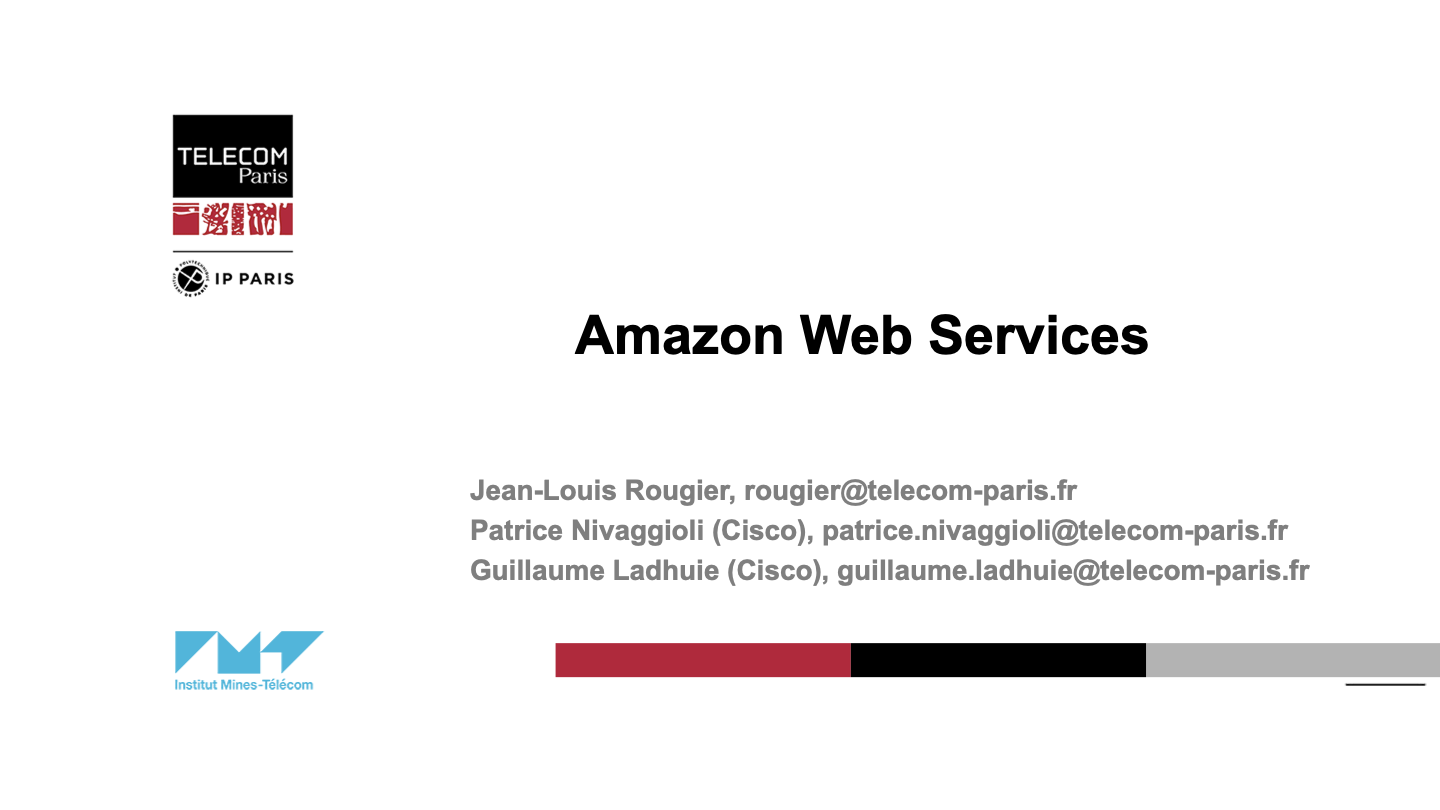 TELECOM
Paris
IP PARIS
Amazon Web Services
Jean-Louis Rougier, rougier@telecom-paris.fr
Patrice Nivaggioli (Cisco), patrice.nivaggioli@telecom-paris.fr
Guillaume Ladhuie (Cisco), guillaume.ladhuie@telecom-paris.fr
Institut Mines-Télécom